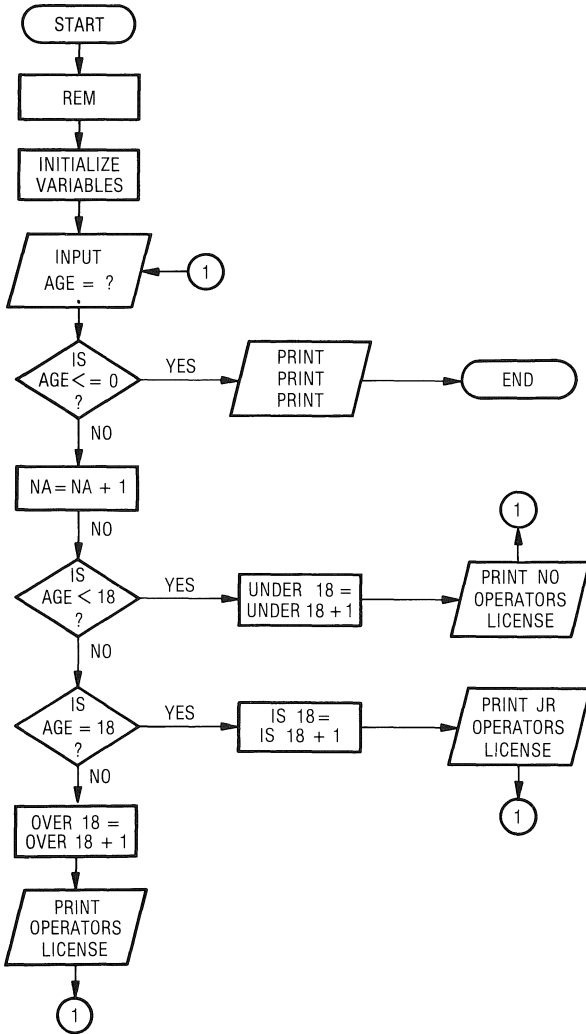 START
REM
INITIALIZE
VARIABLES
INPUT
AGE = ?
1
IS
AGE < = 0
?
YES
PRINT
PRINT
PRINT
END
NO
NA = NA + 1
NO
1
IS
AGE < 18
?
YES
UNDER 18 =
UNDER 18 + 1
PRINT NO
OPERATORS
LICENSE
NO
IS
AGE = 18
?
YES
IS 18 =
IS 18 + 1
PRINT JR
OPERATORS
LICENSE
1
NO
OVER 18 =
OVER 18 + 1
PRINT
OPERATORS
LICENSE
1